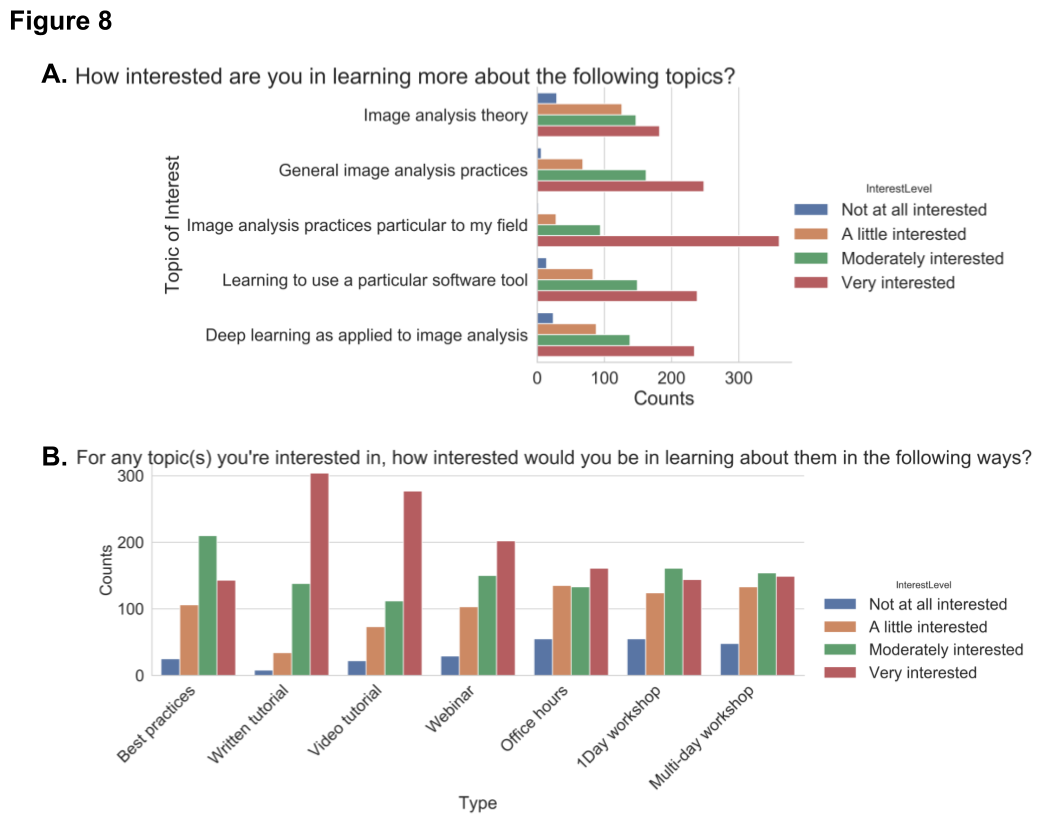 Figure 8
A. How interested are you in learning more about the following topics?
Topic of Interest
Image analysis theory
General image analysis practices
Image analysis practices particular to my field
Learning to use a particular software tool
Deep learning as applied to image analysis
0 100 200 300
Counts
InterestLevel
Not at all interested
A little interested
Moderately interested
Very interested
B. For any topic(s) you're interested in, how interested would you be in learning about them in the following ways?
Counts
300
200
100
0
Best practices
Written tutorial
Video tutorial
Webinar
Office hours
1Day workshop
Multi-day workshop
Type
InterestLevel
Not at all interested
A little interested
Moderately interested
Very interested